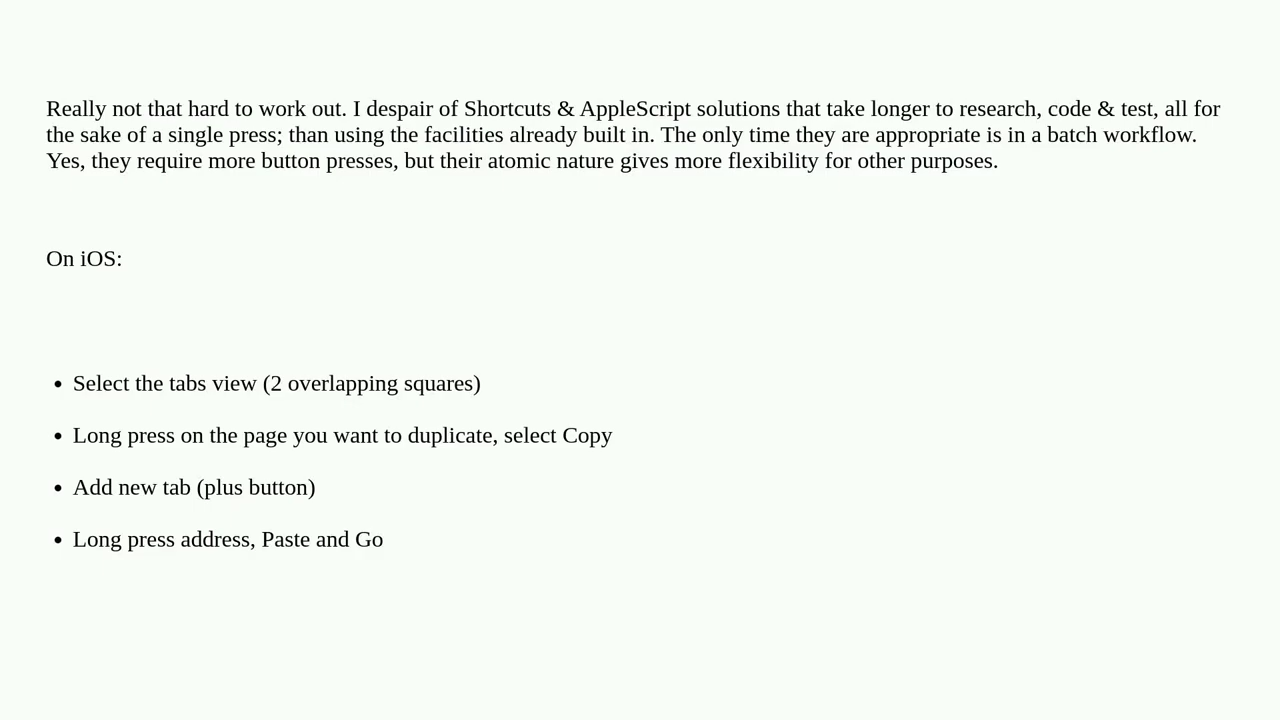 Really not that hard to work out. I despair of Shortcuts & AppleScript solutions that take longer to research, code & test, all for
the sake of a single press; than using the facilities already built in. The only time they are appropriate is in a batch workflow.
Yes, they require more button presses, but their atomic nature gives more flexibility for other purposes.
On iOS:
• Select the tabs view (2 overlapping squares)
• Long press on the page you want to duplicate, select Copy
• Add new tab (plus button)
• Long press address, Paste and Go